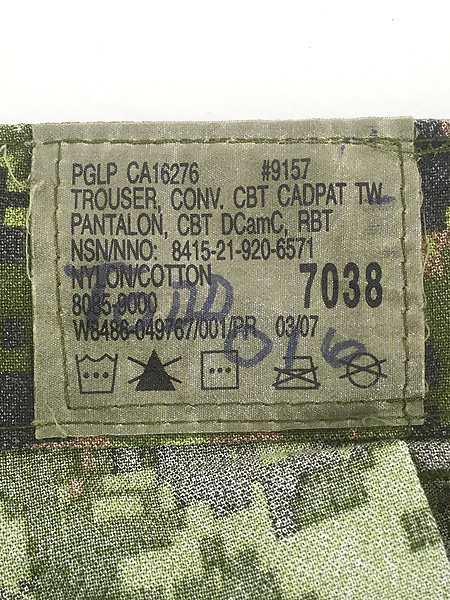 PGLP CA16276 #9157
TROUSER, CONV. CBT CADPAT TW
PANTALON, CBT DCamC, RBT
NSN/NNO: 8415-21-920-6571
NYLON/COTTON
7038
8085-9000
W8486-049767/001/PR 03/07